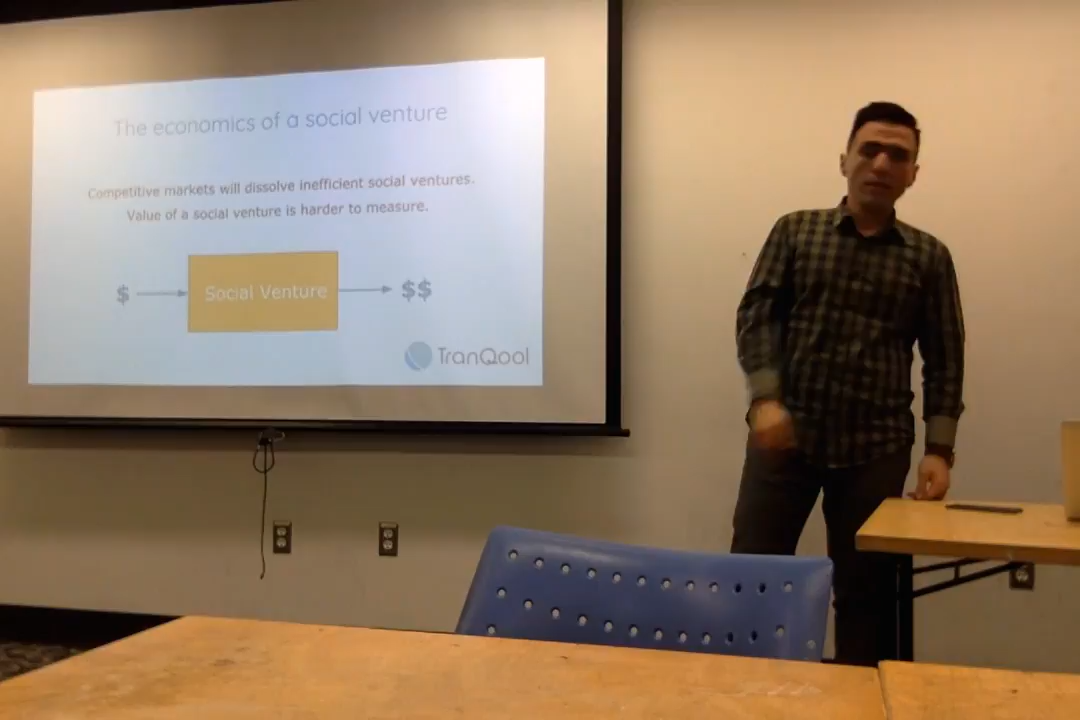 The economics of a social venture
Competitive markets will dissolve inefficient social ventures.
Value of a social venture is harder to measure.
$ Social Venture $$
TranQool